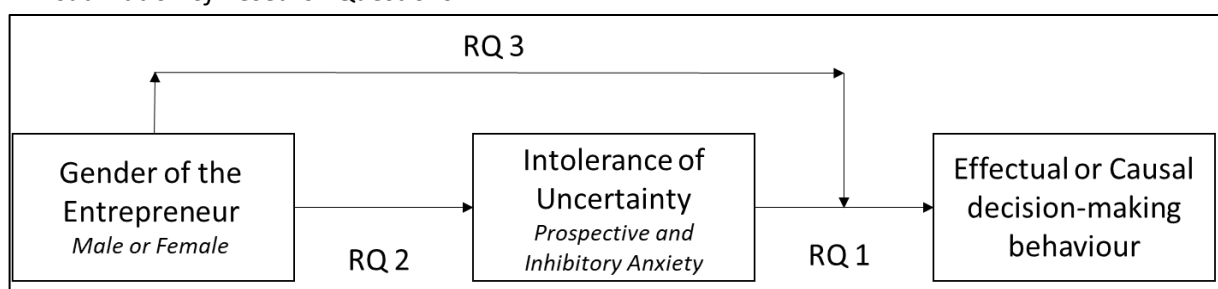 RQ 3
Gender of the
Entrepreneur
Male or Female
RQ 2
Intolerance of
Uncertainty
Prospective and
Inhibitory Anxiety
RQ 1
Effectual or Causal
decision-making
behaviour